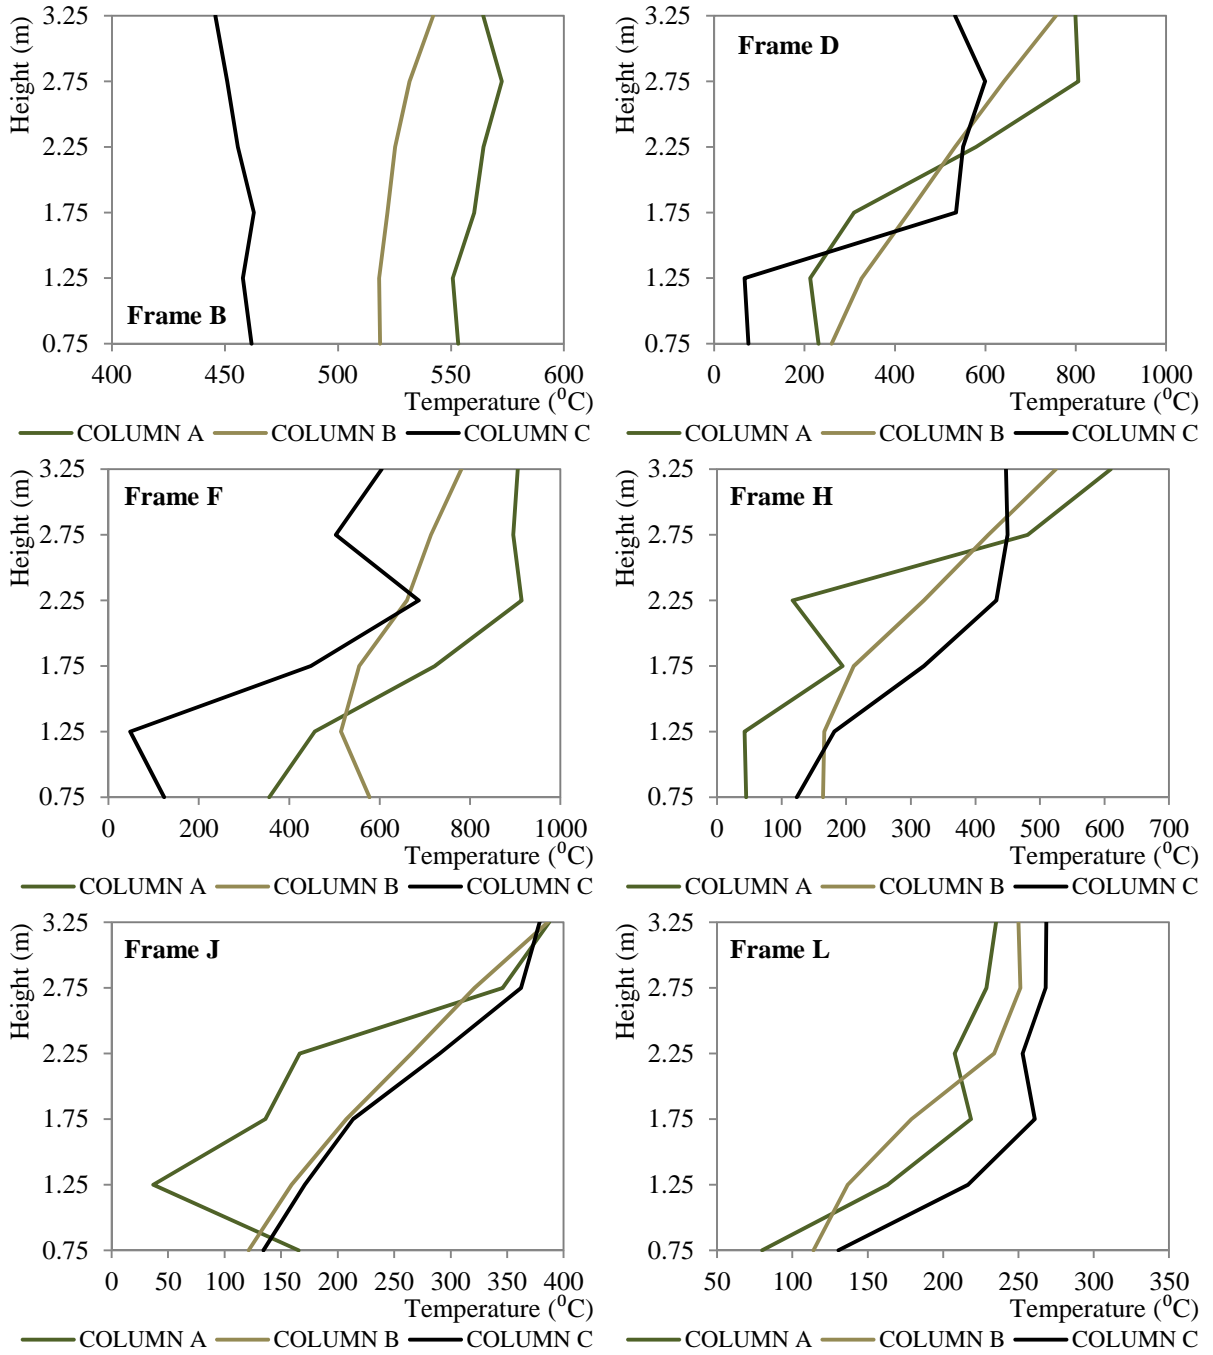 Height (m)
3.25
2.75
2.25
1.75
1.25
0.75
Frame B
400 450 500 550 600
Temperature (⁰C)
COLUMN A COLUMN B COLUMN C
Height (m)
3.25
2.75
2.25
1.75
1.25
0.75
Frame D
0 200 400 600 800 1000
Temperature (⁰C)
COLUMN A COLUMN B COLUMN C
Height (m)
3.25
2.75
2.25
1.75
1.25
0.75
Frame F
0 200 400 600 800 1000
Temperature (⁰C)
COLUMN A COLUMN B COLUMN C
Height (m)
3.25
2.75
2.25
1.75
1.25
0.75
Frame H
0 100 200 300 400 500 600 700
Temperature (⁰C)
COLUMN A COLUMN B COLUMN C
Height (m)
3.25
2.75
2.25
1.75
1.25
0.75
Frame J
0 50 100 150 200 250 300 350 400
Temperature (⁰C)
COLUMN A COLUMN B COLUMN C
Height (m)
3.25
2.75
2.25
1.75
1.25
0.75
Frame L
50 100 150 200 250 300 350
Temperature (⁰C)
COLUMN A COLUMN B COLUMN C